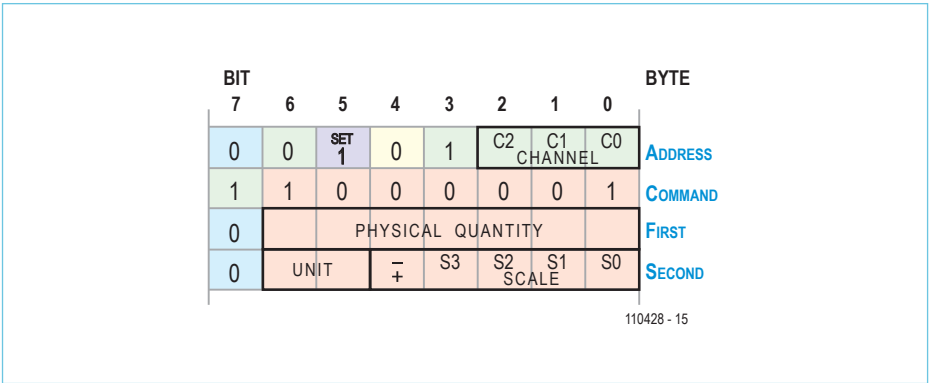 BIT BYTE
7 6 5 4 3 2 1 0
0 0 SET 1 0 1 C2 C1 C0 CHANNEL ADDRESS
1 1 0 0 0 0 0 1 COMMAND
0 PHYSICAL QUANTITY FIRST
0 UNIT − + S3 S2 S1 S0 SCALE SECOND
110428 - 15